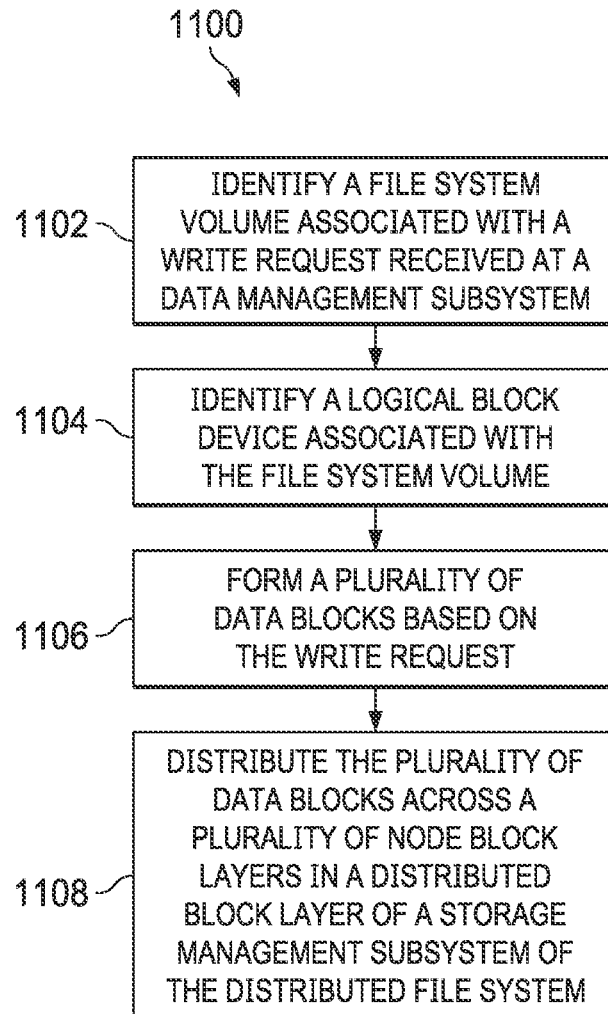 1100
1102
IDENTIFY A FILE SYSTEM
VOLUME ASSOCIATED WITH A
WRITE REQUEST RECEIVED AT A
DATA MANAGEMENT SUBSYSTEM
1104
IDENTIFY A LOGICAL BLOCK
DEVICE ASSOCIATED WITH
THE FILE SYSTEM VOLUME
1106
FORM A PLURALITY OF
DATA BLOCKS BASED ON
THE WRITE REQUEST
1108
DISTRIBUTE THE PLURALITY OF
DATA BLOCKS ACROSS A
PLURALITY OF NODE BLOCK
LAYERS IN A DISTRIBUTED
BLOCK LAYER OF A STORAGE
MANAGEMENT SUBSYSTEM OF
THE DISTRIBUTED FILE SYSTEM